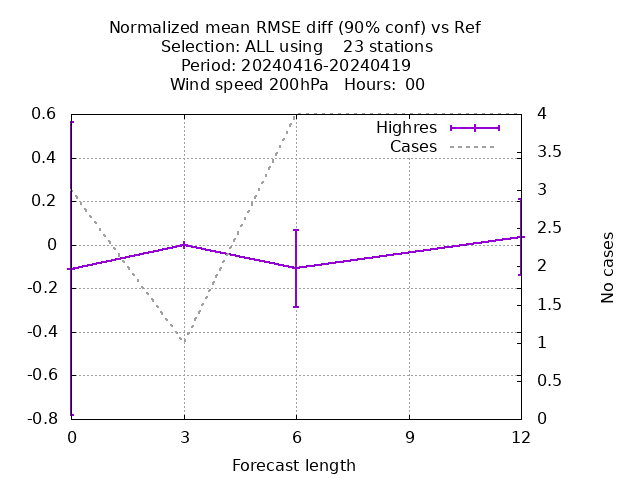 Normalized mean RMSE diff (90% conf) vs Ref
Selection: ALL using    23 stations
Period: 20240416-20240419
Wind speed 200hPa   Hours:  00
Highres
Cases
0.6
0.4
0.2
0
-0.2
-0.4
-0.6
-0.8
4
3.5
3
2.5
2
1.5
1
0.5
0
No cases
0 3 6 9 12
Forecast length